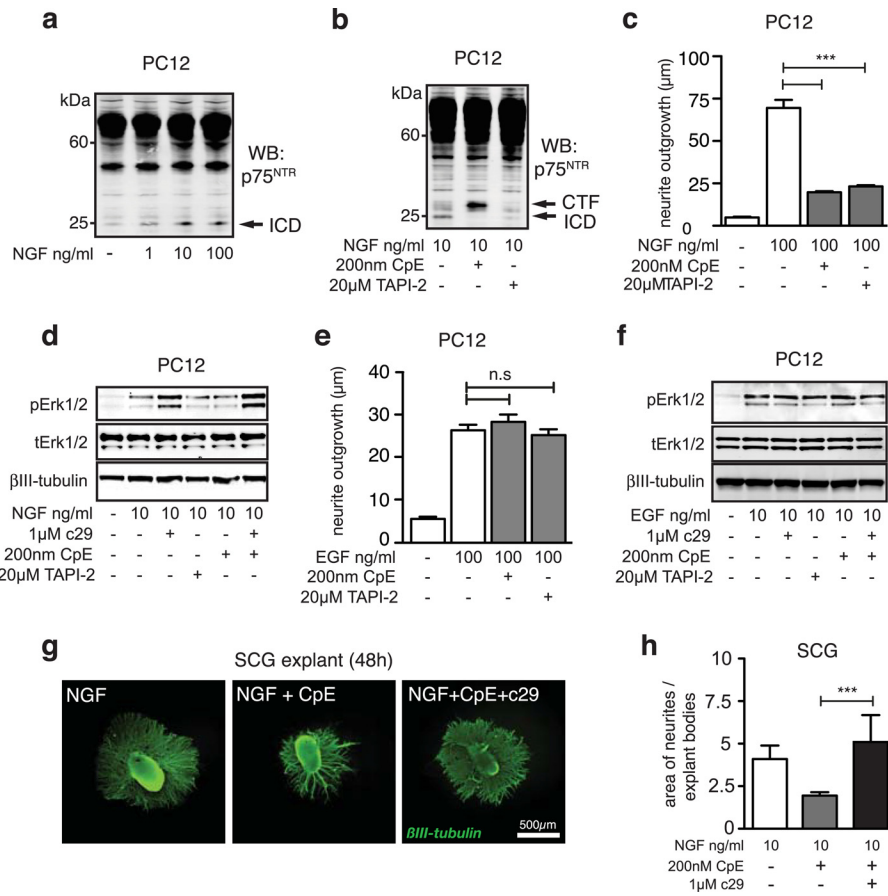 a
PC12
kDa
60
25
WB:
p75NTR
ICD
NGF ng/ml - 1 10 100
b
PC12
kDa
60
25
WB:
p75NTR
CTF
ICD
NGF ng/ml 10 10 10
200nm CpE - + -
20µM TAPI-2 - - +
c
PC12
neurite outgrowth (µm)
100
75
50
25
0
***
NGF ng/ml - 100 100 100
200nM CpE - - + -
20µMTAPI-2 - - - +
d
PC12
pErk1/2
tErk1/2
βIII-tubulin
NGF ng/ml - 10 10 10 10 10
1µM c29 - - + - - +
200nm CpE - - - - + +
20µM TAPI-2 - - - + - -
e
PC12
neurite outgrowth (µm)
40
30
20
10
0
n.s
EGF ng/ml - 100 100 100
200nm CpE - - + -
20µM TAPI-2 - - - +
f
PC12
pErk1/2
tErk1/2
βIII-tubulin
EGF ng/ml - 10 10 10 10 10
1µM c29 - - + - - +
200nm CpE - - - - + +
20µM TAPI-2 - - - + - -
g
SCG explant (48h)
NGF
NGF + CpE
NGF+CpE+c29
ßIII-tubulin
500µm
h
SCG
area of neurites /
explant bodies
10
7.5
5
2.5
0
***
NGF ng/ml 10 10 10
200nM CpE - + +
1µM c29 - - +